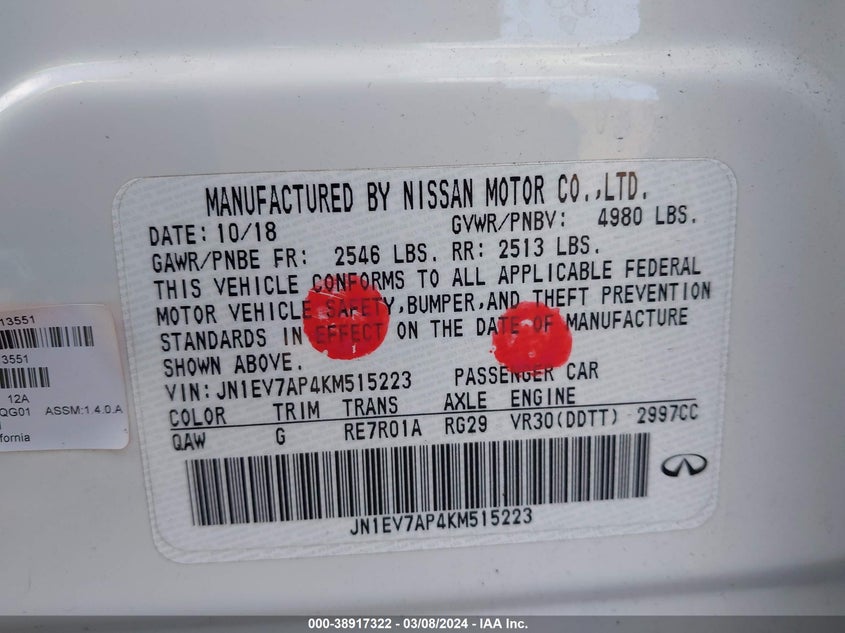 MANUFACTURED BY NISSAN MOTOR CO.,LTD.
DATE: 10/18 GVWR/PNBV: 4980 LBS.
GAWR/PNBE FR: 2546 LBS. RR: 2513 LBS.
THIS VEHICLE CONFORMS TO ALL APPLICABLE FEDERAL
MOTOR VEHICLE SAFETY,BUMPER,AND THEFT PREVENTION
STANDARDS IN EFFECT ON THE DATE OF MANUFACTURE
SHOWN ABOVE.
VIN: JN1EV7AP4KM515223 PASSENGER CAR
COLOR TRIM TRANS AXLE ENGINE
QAW G RE7R01A RG29 VR30(DDTT) 2997CC
JN1EV7AP4KM515223
13551
3551
12A
QG01 ASSM:1.4.0.A
ifornia
000-38917322 / 03/08/2024 - IAA Inc.